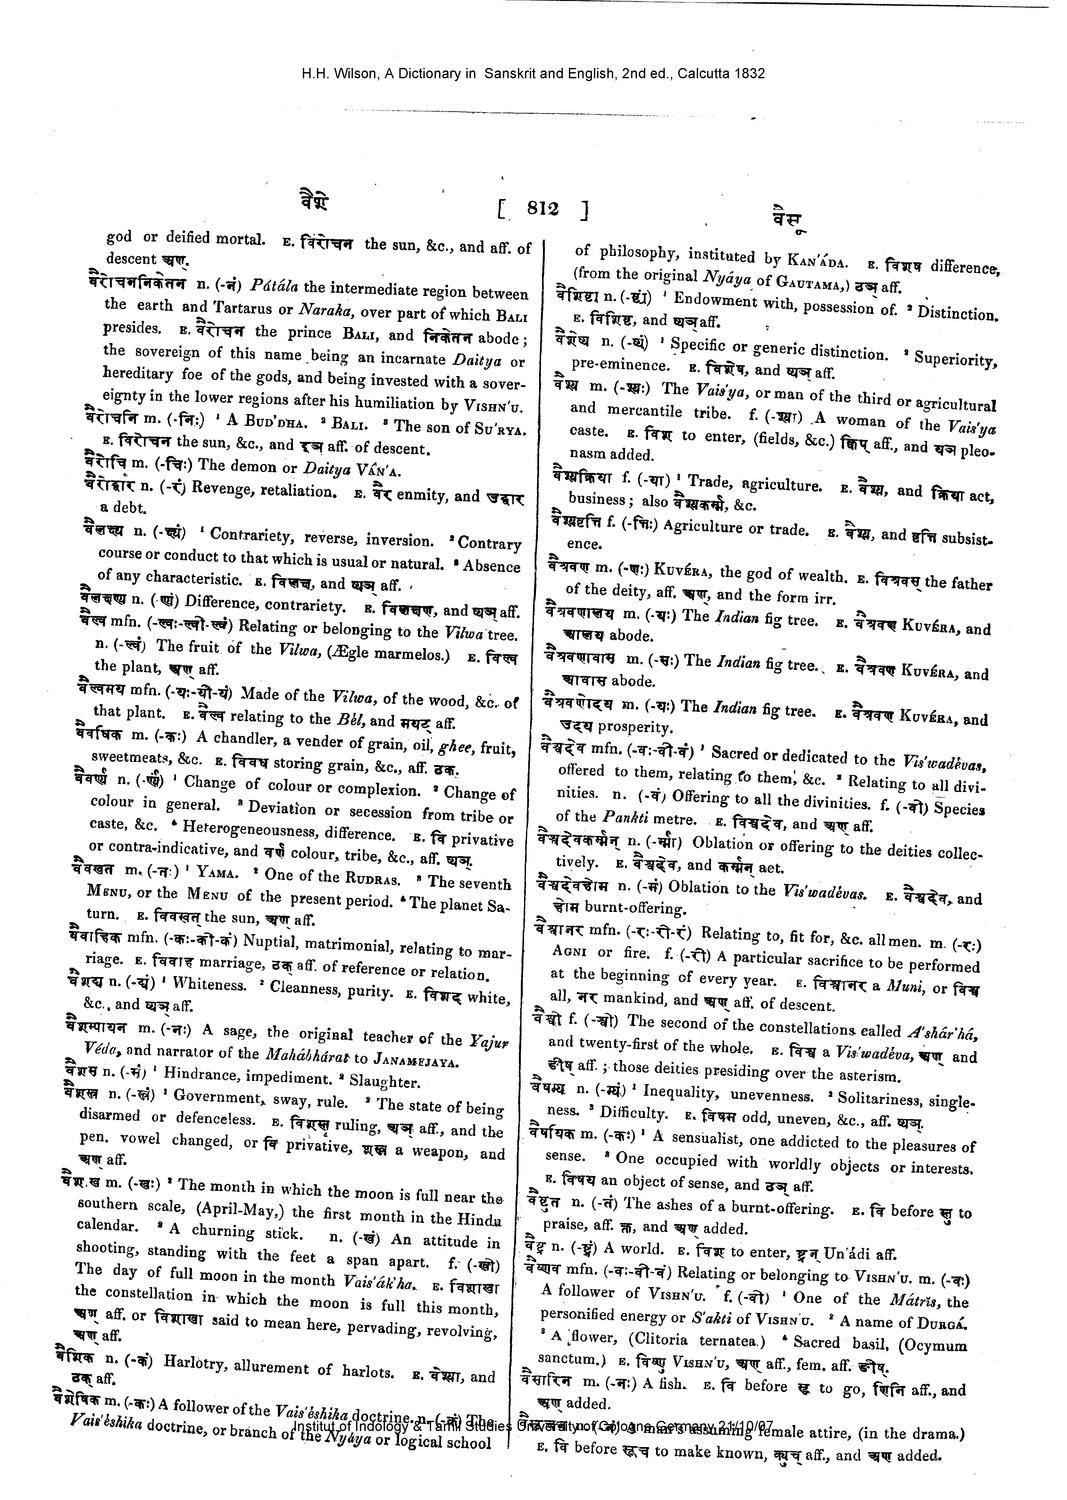 H.H. Wilson, A Dictionary in Sanskrit and English, 2nd ed., Calcutta 1832
वैशे
[ 812 ]
वैसू
god or deified mortal. E. विरोचन the sun, &c., and aff. of
descent अण्.
वैरोचननिकेतन n. (-नं) Pátála the intermediate region between
the earth and Tartarus or Naraka, over part of which BALI
presides. E. वैरोचन the prince BALI, and निकेतन abode;
the sovereign of this name being an incarnate Daitya or
hereditary foe of the gods, and being invested with a sover-
eignty in the lower regions after his humiliation by VISHN'U.
वैरोचनि m. (-निः) ¹ A BUD'DHA. ² BALI. ³ The son of SU'RYA.
E. विरोचन the sun, &c., and इञ् aff. of descent.
वैरोचि m. (-चिः) The demon or Daitya VÁN'A.
वैरोद्धार n. (-रं) Revenge, retaliation. E. वैर enmity, and उद्धार
a debt.
वैलक्ष्य n. (-क्ष्यं) ¹ Contrariety, reverse, inversion. ² Contrary
course or conduct to that which is usual or natural. ³ Absence
of any characteristic. E. विलक्ष, and ष्यञ् aff.
वैलक्षण्य n. (-ण्यं) Difference, contrariety. E. विलक्षण, and ष्यञ् aff.
वैल्व mfn. (-ल्वः-ल्वी-ल्वं) Relating or belonging to the Vilwa tree.
n. (-ल्वं) The fruit of the Vilwa, (Ægle marmelos.) E. विल्व
the plant, अण् aff.
वैल्वमय mfn. (-यः-यी-यं) Made of the Vilwa, of the wood, &c. of
that plant. E. वैल्व relating to the Bél, and मयट् aff.
वैवधिक m. (-कः) A chandler, a vender of grain, oil, ghee, fruit,
sweetmeats, &c. E. विवध storing grain, &c., aff. ठक्.
वैवर्ण्य n. (-र्ण्यं) ¹ Change of colour or complexion. ² Change of
colour in general. ³ Deviation or secession from tribe or
caste, &c. ⁴ Heterogeneousness, difference. E. वि privative
or contra-indicative, and वर्ण colour, tribe, &c., aff. ष्यञ्.
वैवस्वत m. (-तः) ¹ YAMA. ² One of the RUDRAS. ³ The seventh
MENU, or the MENU of the present period. ⁴ The planet Sa-
turn. E. विवस्वत् the sun, अण् aff.
वैवाहिक mfn. (-कः-की-कं) Nuptial, matrimonial, relating to mar-
riage. E. विवाह marriage, ठक् aff. of reference or relation.
वैशद्य n. (-द्यं) ¹ Whiteness. ² Cleanness, purity. E. विशद white,
&c., and ष्यञ् aff.
वैशम्पायन m. (-नः) A sage, the original teacher of the Yajur
Véda, and narrator of the Mahábhárat to JANAMEJAYA.
वैशस n. (-सं) ¹ Hindrance, impediment. ² Slaughter.
वैशस्त्र n. (-स्त्रं) ¹ Government, sway, rule. ² The state of being
disarmed or defenceless. E. विशस्तृ ruling, अञ् aff., and the
pen. vowel changed, or वि privative, शस्त्र a weapon, and
अण् aff.
वैशाख m. (-खः) ¹ The month in which the moon is full near the
southern scale, (April-May,) the first month in the Hindu
calendar. ² A churning stick. n. (-खं) An attitude in
shooting, standing with the feet a span apart. f. (-खी)
The day of full moon in the month Vais'ák'ha. E. विशाखा
the constellation in which the moon is full this month,
अण् aff. or विशाखा said to mean here, pervading, revolving,
अण् aff.
वैशिक n. (-कं) Harlotry, allurement of harlots. E. वेश्या, and
ठक् aff.
वैशेषिक m. (-कः) A follower of the Vais'éshika doctrine. n. (-कं) The
Vais'éshika doctrine, or branch of the Nyáya or logical school
of philosophy, instituted by KAN'ÁDA. E. विशेष difference,
(from the original Nyáya of GAUTAMA,) ठञ् aff.
वैशिष्ट्य n. (-ष्ट्यं) ¹ Endowment with, possession of. ² Distinction.
E. विशिष्ट, and ष्यञ् aff.
वैशेष्य n. (-ष्यं) ¹ Specific or generic distinction. ² Superiority,
pre-eminence. E. विशेष, and ष्यञ् aff.
वैश्य m. (-श्यः) The Vais'ya, or man of the third or agricultural
and mercantile tribe. f. (-श्या) A woman of the Vais'ya
caste. E. विश् to enter, (fields, &c.) क्विप् aff., and ष्यञ् pleo-
nasm added.
वैश्यक्रिया f. (-या) ¹ Trade, agriculture. E. वैश्य, and क्रिया act,
business; also वैश्यकर्म्म, &c.
वैश्यवृत्ति f. (-त्तिः) Agriculture or trade. E. वैश्य, and वृत्ति subsist-
ence.
वैश्रवण m. (-णः) KUVÉRA, the god of wealth. E. विश्रवस् the father
of the deity, aff. अण्, and the form irr.
वैश्रवणालय m. (-यः) The Indian fig tree. E. वैश्रवण KUVÉRA, and
आलय abode.
वैश्रवणावास m. (-सः) The Indian fig tree. E. वैश्रवण KUVÉRA, and
आवास abode.
वैश्रवणोदय m. (-यः) The Indian fig tree. E. वैश्रवण KUVÉRA, and
उदय prosperity.
वैश्वदेव mfn. (-वः-वी-वं) ¹ Sacred or dedicated to the Vis'wadévas,
offered to them, relating to them, &c. ² Relating to all divi-
nities. n. (-वं) Offering to all the divinities. f. (-वी) Species
of the Pankti metre. E. विश्वदेव, and अण् aff.
वैश्वदेवकर्म्मन् n. (-र्म्म) Oblation or offering to the deities collec-
tively. E. वैश्वदेव, and कर्म्मन् act.
वैश्वदेवहोम n. (-मं) Oblation to the Vis'wadévas. E. वैश्वदेव, and
होम burnt-offering.
वैश्वानर mfn. (-रः-री-रं) Relating to, fit for, &c. all men. m. (-रः)
AGNI or fire. f. (-री) A particular sacrifice to be performed
at the beginning of every year. E. विश्वानर a Muni, or विश्व
all, नर mankind, and अण् aff. of descent.
वैश्वी f. (-श्वी) The second of the constellations called A'shár'há,
and twenty-first of the whole. E. विश्व a Vis'wadéva, अण् and
ङीष् aff.; those deities presiding over the asterism.
वैषम्य n. (-म्यं) ¹ Inequality, unevenness. ² Solitariness, single-
ness. ³ Difficulty. E. विषम odd, uneven, &c., aff. ष्यञ्.
वैषयिक m. (-कः) ¹ A sensualist, one addicted to the pleasures of
sense. ² One occupied with worldly objects or interests.
E. विषय an object of sense, and ठञ् aff.
वैष्टुत n. (-तं) The ashes of a burnt-offering. E. वि before स्तु to
praise, aff. क्त, and अण् added.
वैष्ट्र n. (-ष्ट्रं) A world. E. विश् to enter, ष्ट्रन् Un'ádi aff.
वैष्णव mfn. (-वः-वी-वं) Relating or belonging to VISHN'U. m. (-वः)
A follower of VISHN'U. f. (-वी) ¹ One of the Mátris, the
personified energy or S'akti of VISHN'U. ² A name of DURGÁ.
³ A flower, (Clitoria ternatea.) ⁴ Sacred basil, (Ocymum
sanctum.) E. विष्णु VISHN'U, अण् aff., fem. aff. ङीष्.
वैसारिन m. (-नः) A fish. E. वि before सृ to go, णिनि aff., and
अण् added.
A man's assuming female attire, (in the drama.)
E. वि before सूच to make known, क्युच् aff., and अण् added.
Institut of Indology & Tamil Studies University of Cologne Germany 21/10/07